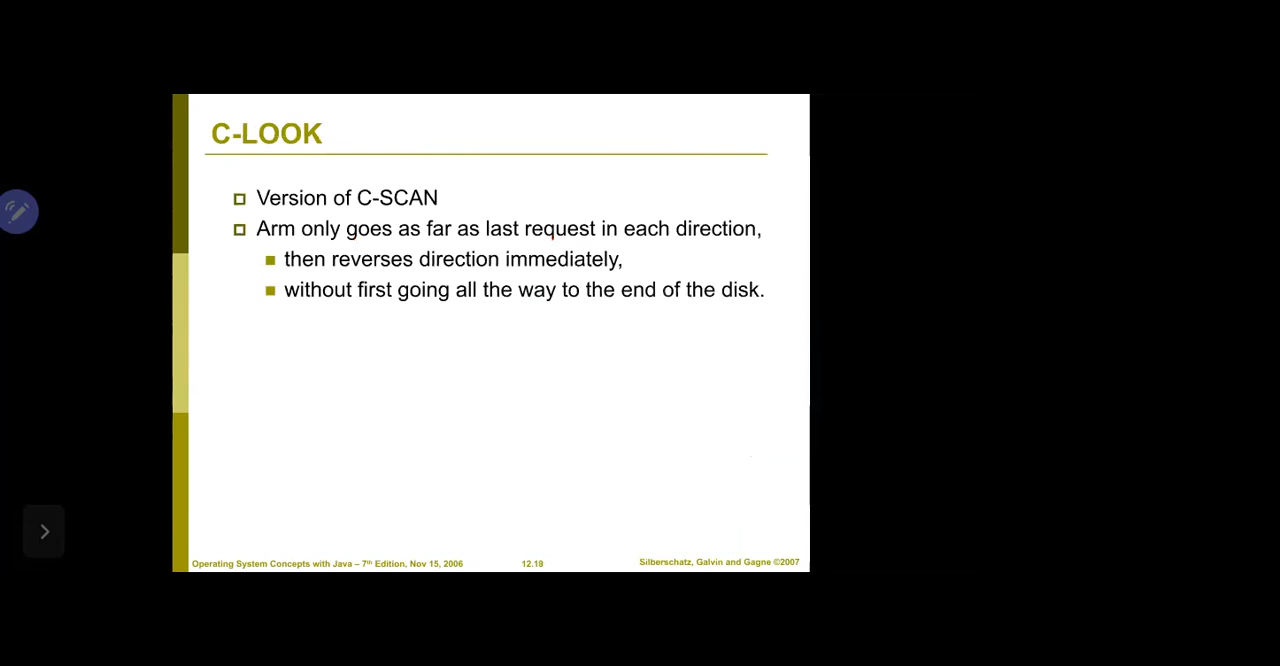 C-LOOK
Version of C-SCAN
Arm only goes as far as last request in each direction,
then reverses direction immediately,
without first going all the way to the end of the disk.
Operating System Concepts with Java – 7th Edition, Nov 15, 2006
12.18
Silberschatz, Galvin and Gagne ©2007